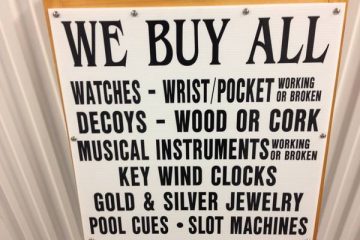 WE BUY ALL
WATCHES - WRIST/POCKET WORKING OR BROKEN
DECOYS - WOOD OR CORK
MUSICAL INSTRUMENTS WORKING OR BROKEN
KEY WIND CLOCKS
GOLD & SILVER JEWELRY
POOL CUES • SLOT MACHINES